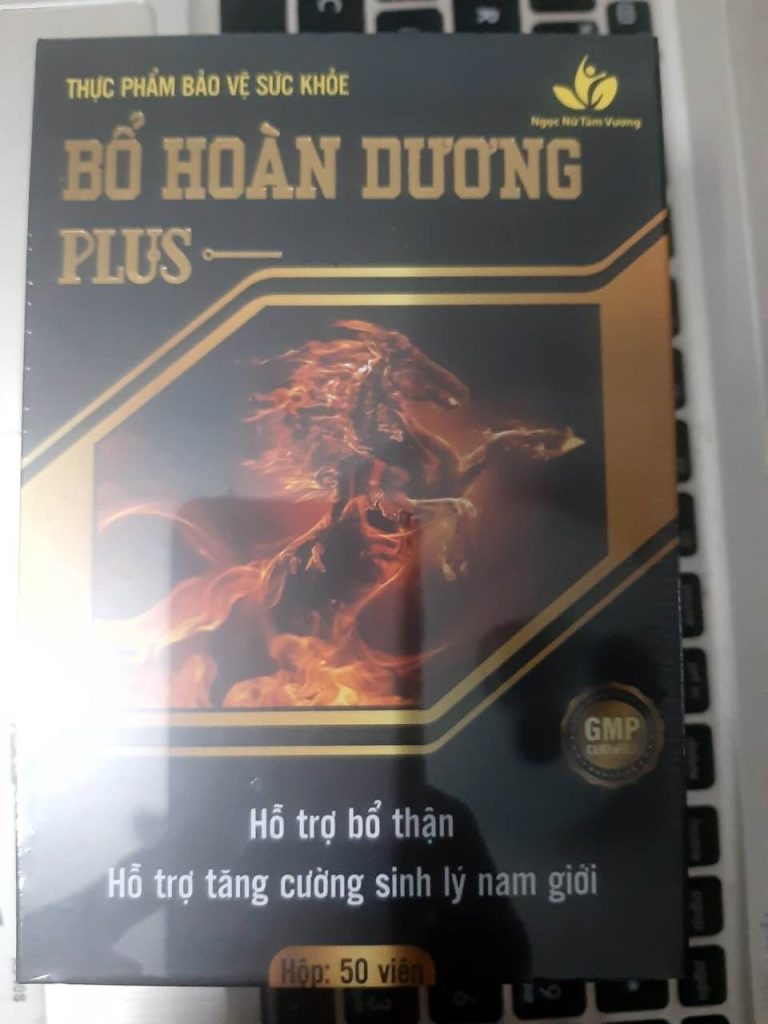 THỰC PHẨM BẢO VỆ SỨC KHỎE
Ngọc Nữ Tâm Vương
BỔ HOÀN DƯƠNG
PLUS
GMP
CERTIFIED
Hỗ trợ bổ thận
Hỗ trợ tăng cường sinh lý nam giới
Hộp: 50 viên